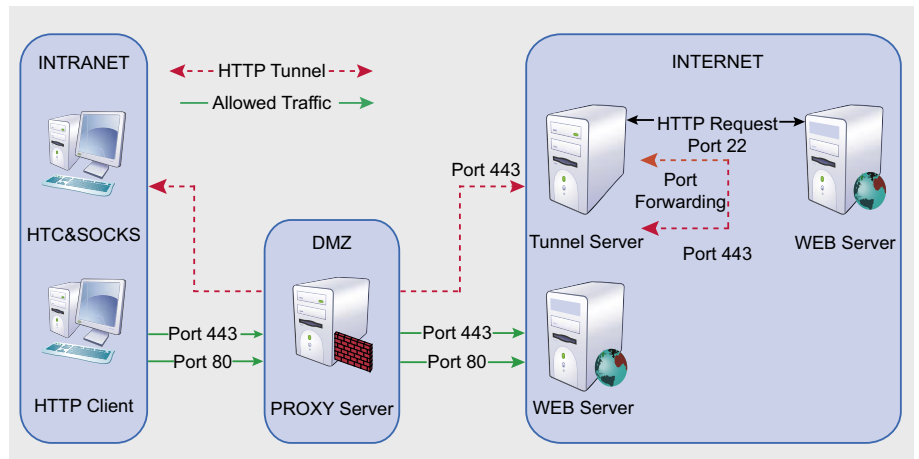 INTRANET
HTC&SOCKS
HTTP Client
HTTP Tunnel
Allowed Traffic
Port 443
Port 80
DMZ
PROXY Server
Port 443
Port 443
Port 80
INTERNET
HTTP Request
Port 22
Port
Forwarding
Port 443
Tunnel Server
WEB Server
WEB Server